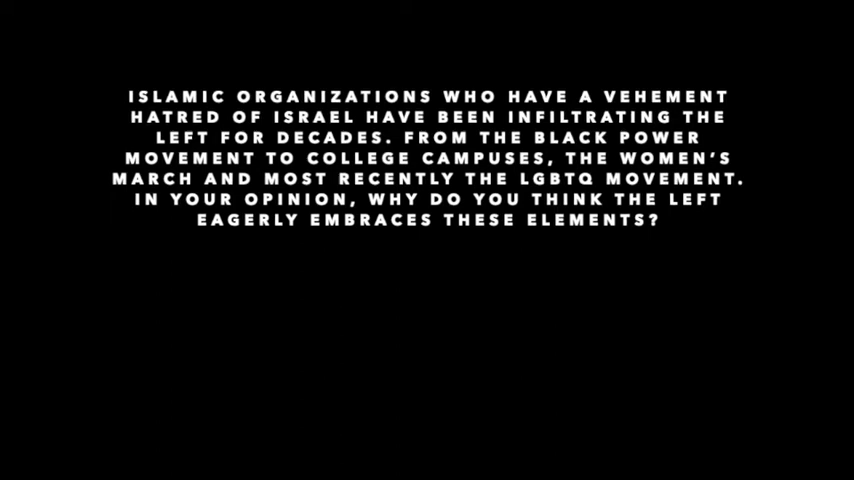 ISLAMIC ORGANIZATIONS WHO HAVE A VEHEMENT
HATRED OF ISRAEL HAVE BEEN INFILTRATING THE
LEFT FOR DECADES. FROM THE BLACK POWER
MOVEMENT TO COLLEGE CAMPUSES, THE WOMEN'S
MARCH AND MOST RECENTLY THE LGBTQ MOVEMENT.
IN YOUR OPINION, WHY DO YOU THINK THE LEFT
EAGERLY EMBRACES THESE ELEMENTS?